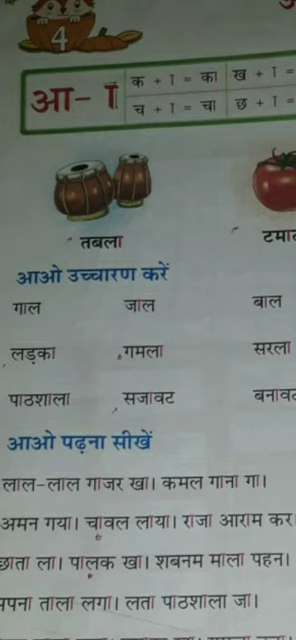 4
आ- ा क + ा = का ख + ा =
च + ा = चा छ + ा =
तबला
आओ उच्चारण करें
गाल जाल बाल
लड़का गमला सरला
पाठशाला सजावट
आओ पढ़ना सीखें
लाल-लाल गाजर खा। कमल गाना गा।
अमन गया। चावल लाया। राजा आराम कर
छाता ला। पालक खा। शबनम माला पहन।
ताला लगा। लता पाठशाला जा।